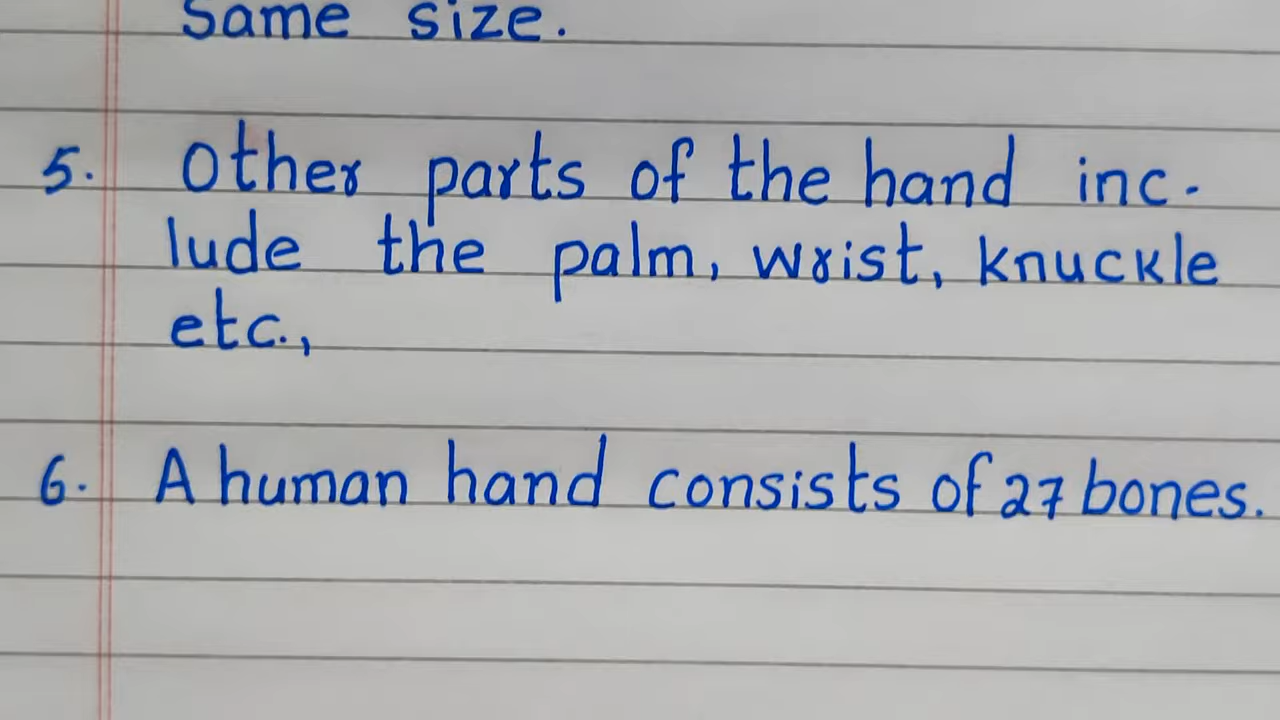 Same size.
5. Other parts of the hand inc-
lude the palm, wrist, knuckle
etc.,
6. A human hand consists of 27 bones.